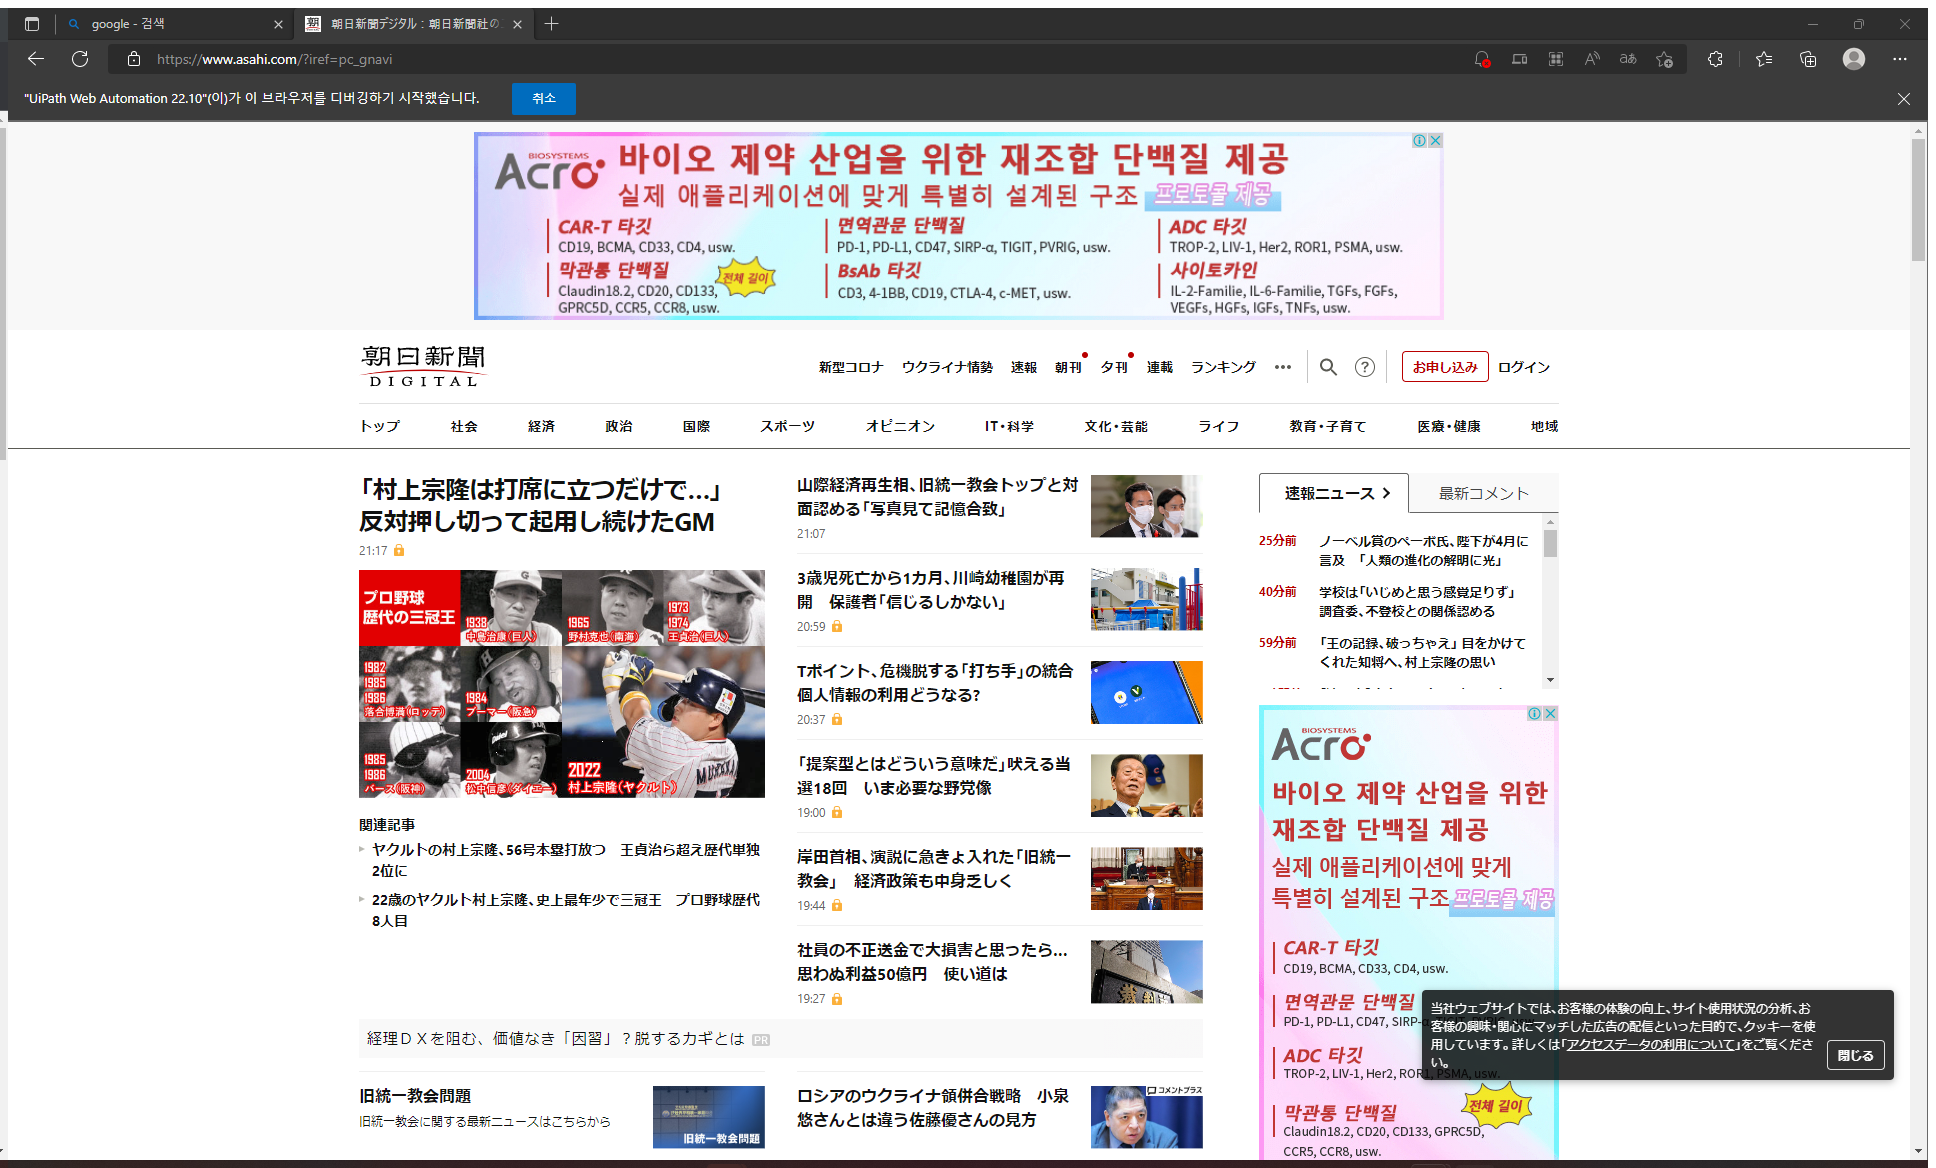 google - 검색
朝日新聞デジタル：朝日新聞社の
https://www.asahi.com/?iref=pc_gnavi
"UiPath Web Automation 22.10"(이)가 이 브라우저를 디버깅하기 시작했습니다.
취소
BIOSYSTEMS
Acro
바이오 제약 산업을 위한 재조합 단백질 제공
실제 애플리케이션에 맞게 특별히 설계된 구조 프로토콜 제공
CAR-T 타깃
CD19, BCMA, CD33, CD4, usw.
면역관문 단백질
PD-1, PD-L1, CD47, SIRP-α, TIGIT, PVRIG, usw.
ADC 타깃
TROP-2, LIV-1, Her2, ROR1, PSMA, usw.
막관통 단백질
전체 길이
Claudin18.2, CD20, CD133,
GPRC5D, CCR5, CCR8, usw.
BsAb 타깃
CD3, 4-1BB, CD19, CTLA-4, c-MET, usw.
사이토카인
IL-2-Familie, IL-6-Familie, TGFs, FGFs,
VEGFs, HGFs, IGFs, TNFs, usw.
朝日新聞
DIGITAL
新型コロナ ウクライナ情勢 速報 朝刊 夕刊 連載 ランキング
お申し込み ログイン
トップ 社会 経済 政治 国際 スポーツ オピニオン IT・科学 文化・芸能 ライフ 教育・子育て 医療・健康 地域
「村上宗隆は打席に立つだけで…」
反対押し切って起用し続けたGM
21:17
プロ野球
歴代の三冠王
1938
中島治康(巨人)
1965
野村克也(南海)
1973
1974
王貞治(巨人)
1982
1985
1986
落合博満(ロッテ)
1984
ブーマー(阪急)
1985
1986
バース(阪神)
2004
松中信彦(ダイエー)
2022
村上宗隆(ヤクルト)
関連記事
ヤクルトの村上宗隆、56号本塁打放つ　王貞治ら超え歴代単独
2位に
22歳のヤクルト村上宗隆、史上最年少で三冠王　プロ野球歴代
8人目
山際経済再生相、旧統一教会トップと対
面認める「写真見て記憶合致」
21:07
3歳児死亡から1カ月、川崎幼稚園が再
開　保護者「信じるしかない」
20:59
Tポイント、危機脱する「打ち手」の統合
個人情報の利用どうなる?
20:37
「提案型とはどういう意味だ」吠える当
選18回　いま必要な野党像
19:00
岸田首相、演説に急きょ入れた「旧統一
教会」　経済政策も中身乏しく
19:44
社員の不正送金で大損害と思ったら…
思わぬ利益50億円　使い道は
19:27
経理ＤＸを阻む、価値なき「因習」？脱するカギとは PR
旧統一教会問題
旧統一教会に関する最新ニュースはこちらから
旧統一教会問題
ロシアのウクライナ領併合戦略　小泉
悠さんとは違う佐藤優さんの見方
コメントプラス
速報ニュース
最新コメント
25分前
ノーベル賞のペーボ氏、陛下が4月に
言及　「人類の進化の解明に光」
40分前
学校は「いじめと思う感覚足りず」
調査委、不登校との関係認める
59分前
「王の記録、破っちゃえ」 目をかけて
くれた知将へ、村上宗隆の思い
BIOSYSTEMS
Acro
바이오 제약 산업을 위한
재조합 단백질 제공
실제 애플리케이션에 맞게
특별히 설계된 구조 프로토콜 제공
CAR-T 타깃
CD19, BCMA, CD33, CD4, usw.
면역관문 단백질
PD-1, PD-L1, CD47, SIRP-
ADC 타깃
TROP-2, LIV-1, Her2, ROR1, PSMA, usw.
막관통 단백질
전체 길이
Claudin18.2, CD20, CD133, GPRC5D,
CCR5, CCR8, usw.
当社ウェブサイトでは、お客様の体験の向上、サイト使用状況の分析、お
客様の興味・関心にマッチした広告の配信といった目的で、クッキーを使
用しています。詳しくは「アクセスデータの利用について」をご覧くださ
い。
閉じる